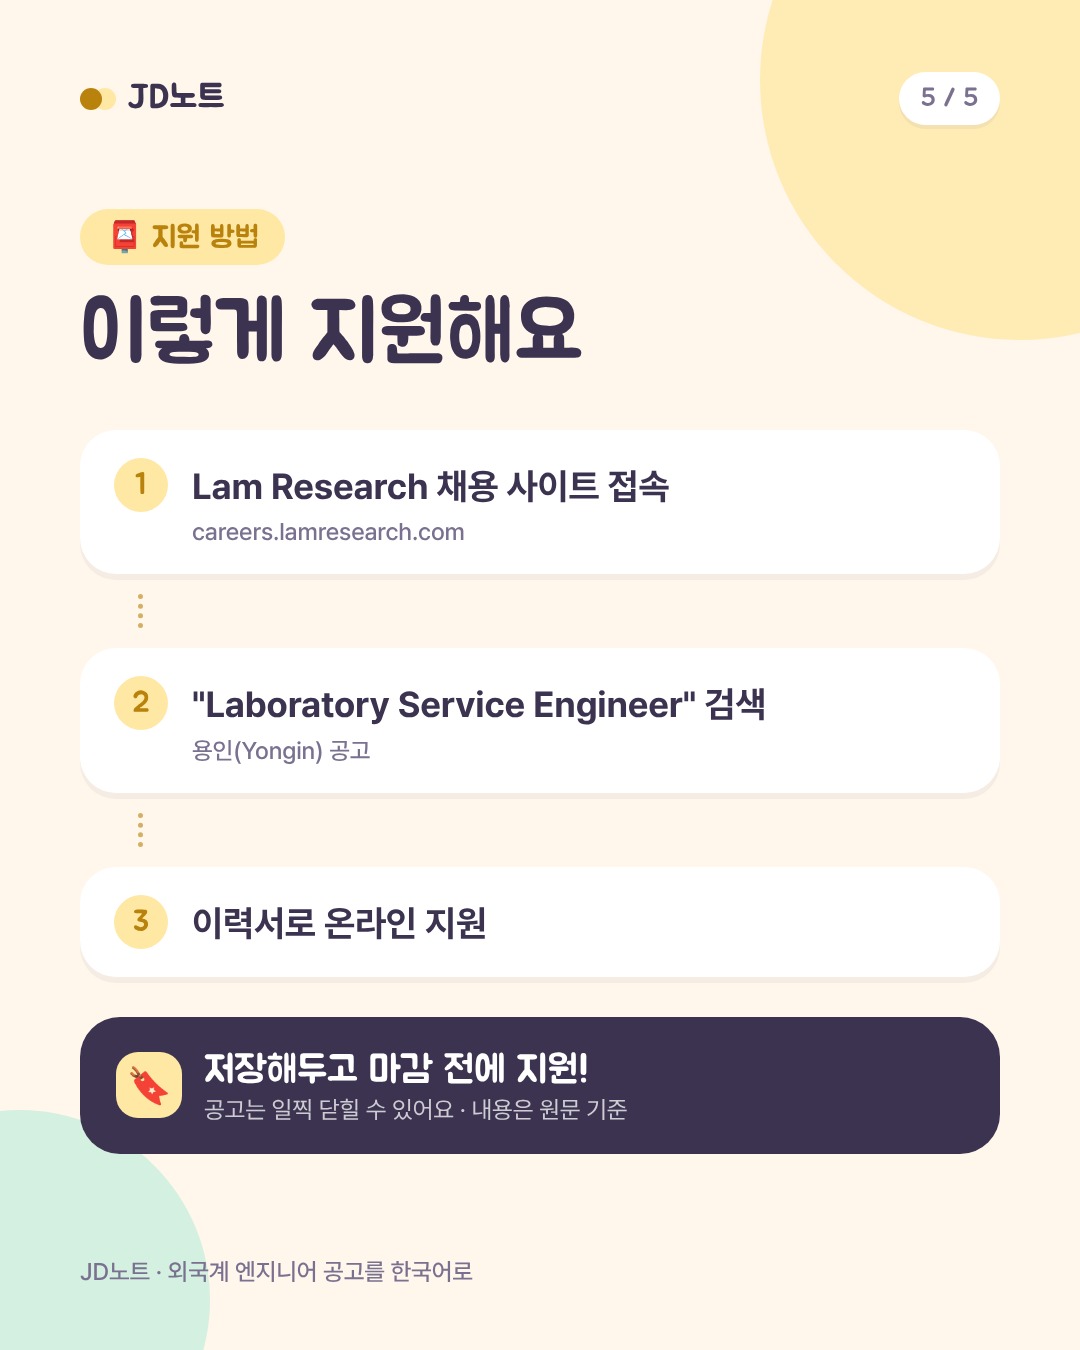 JD노트
5 / 5
지원 방법
이렇게 지원해요
1
Lam Research 채용 사이트 접속
careers.lamresearch.com
2
"Laboratory Service Engineer" 검색
용인(Yongin) 공고
3
이력서로 온라인 지원
저장해두고 마감 전에 지원!
공고는 일찍 닫힐 수 있어요 · 내용은 원문 기준
JD노트 · 외국계 엔지니어 공고를 한국어로